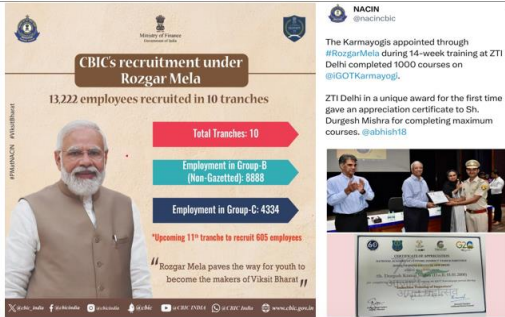 Ministry of Finance
Government of India
CBIC's recruitment under
Rozgar Mela
13,222 employees recruited in 10 tranches
Total Tranches: 10
Employment in Group-B
(Non-Gazetted): 8888
Employment in Group-C: 4334
*Upcoming 11th tranche to recruit 605 employees
"Rozgar Mela paves the way for youth to
become the makers of Viksit Bharat"
#PMatNACIN #ViksitBharat
@cbic_india @cbicindia @cbicindia @cbic CBIC INDIA @CBIC India www.cbic.gov.in
NACIN
@nacincbic
The Karmayogis appointed through
#RozgarMela during 14-week training at ZTI
Delhi completed 1000 courses on
@iGOTKarmayogi.
ZTI Delhi in a unique award for the first time
gave an appreciation certificate to Sh.
Durgesh Mishra for completing maximum
courses. @abhish18
CERTIFICATE OF APPRECIATION